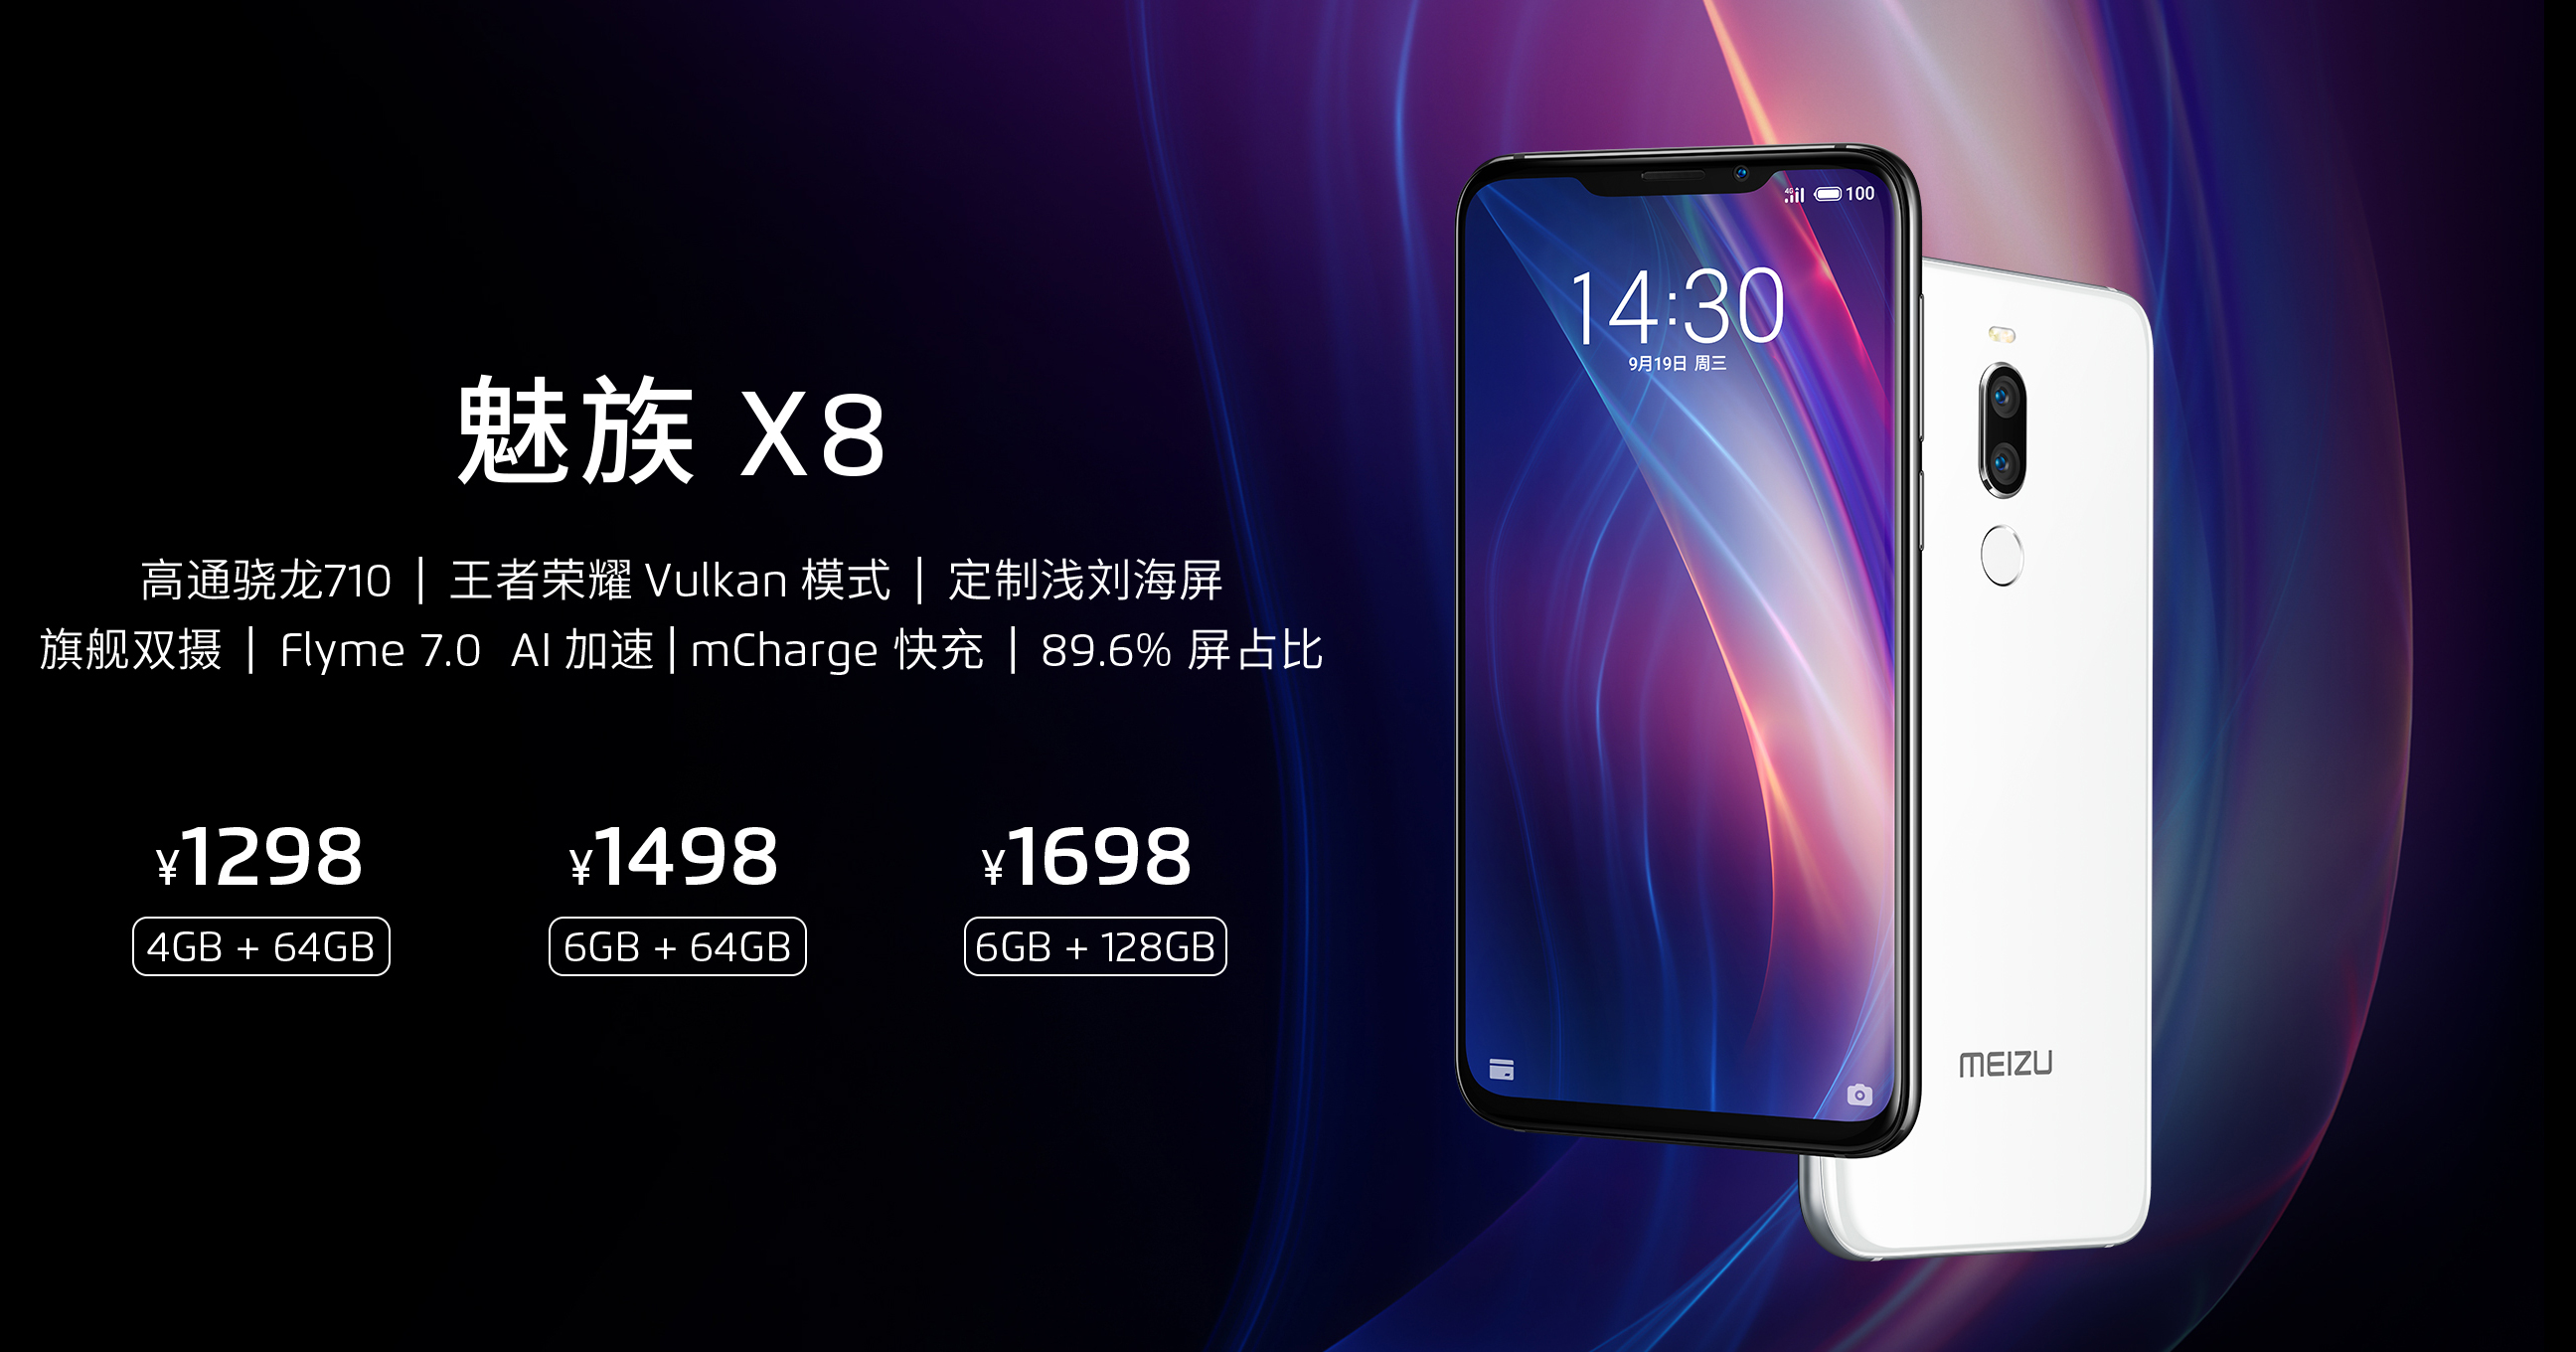 魅族 X8
高通骁龙710 | 王者荣耀 Vulkan 模式 | 定制浅刘海屏
旗舰双摄 | Flyme 7.0 AI 加速 | mCharge 快充 | 89.6% 屏占比
¥1298 ¥1498 ¥1698
4GB + 64GB 6GB + 64GB 6GB + 128GB
4G 100
14:30
9月19日 周三
MEIZU